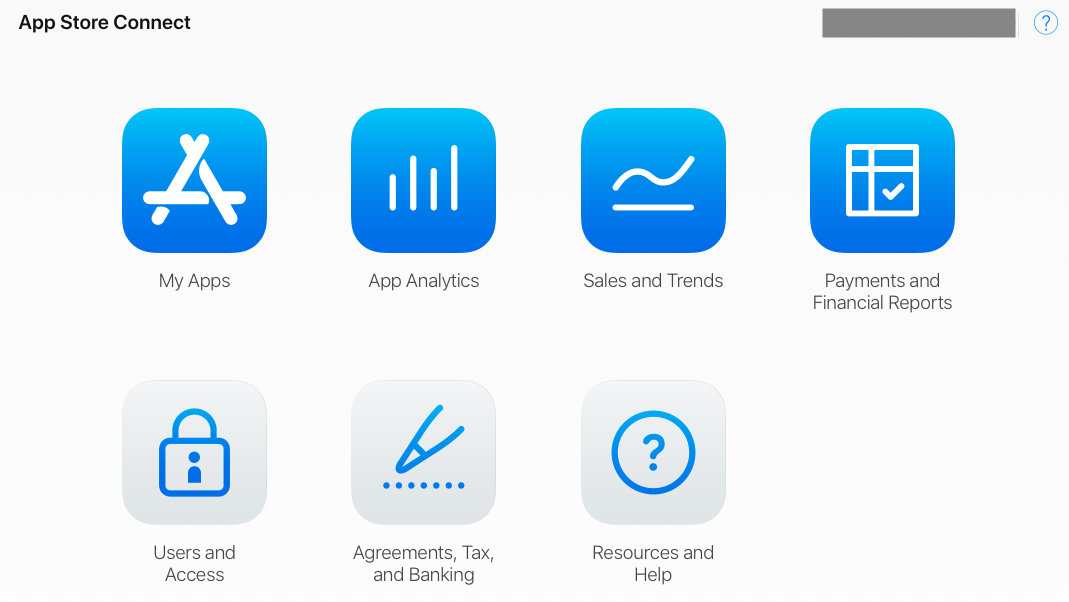 App Store Connect
?
My Apps
App Analytics
Sales and Trends
Payments and
Financial Reports
?
Users and
Access
Agreements, Tax,
and Banking
Resources and
Help